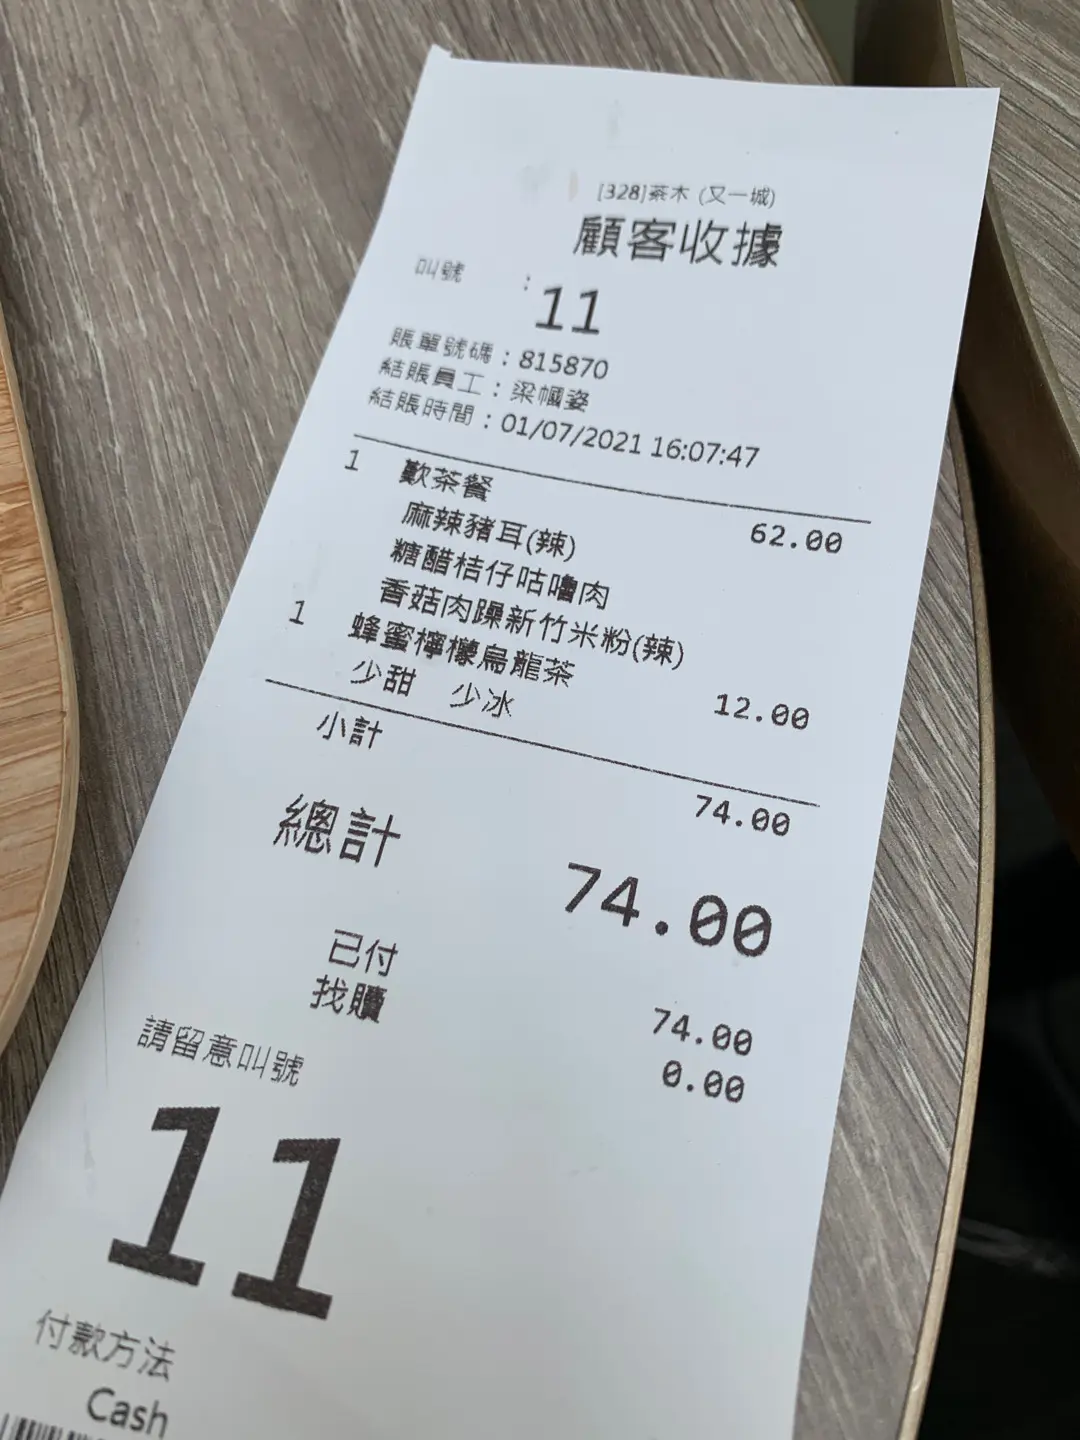 [328]茶木 (又一城)
顧客收據
叫號 : 11
賬單號碼 : 815870
結賬員工 : 梁幗姿
結賬時間 : 01/07/2021 16:07:47
1 歎茶餐 62.00
麻辣豬耳(辣)
糖醋桔仔咕嚕肉
香菇肉躁新竹米粉(辣)
1 蜂蜜檸檬烏龍茶 12.00
少甜 少冰
小計 74.00
總計 74.00
已付 74.00
找贖 0.00
請留意叫號
11
付款方法
Cash